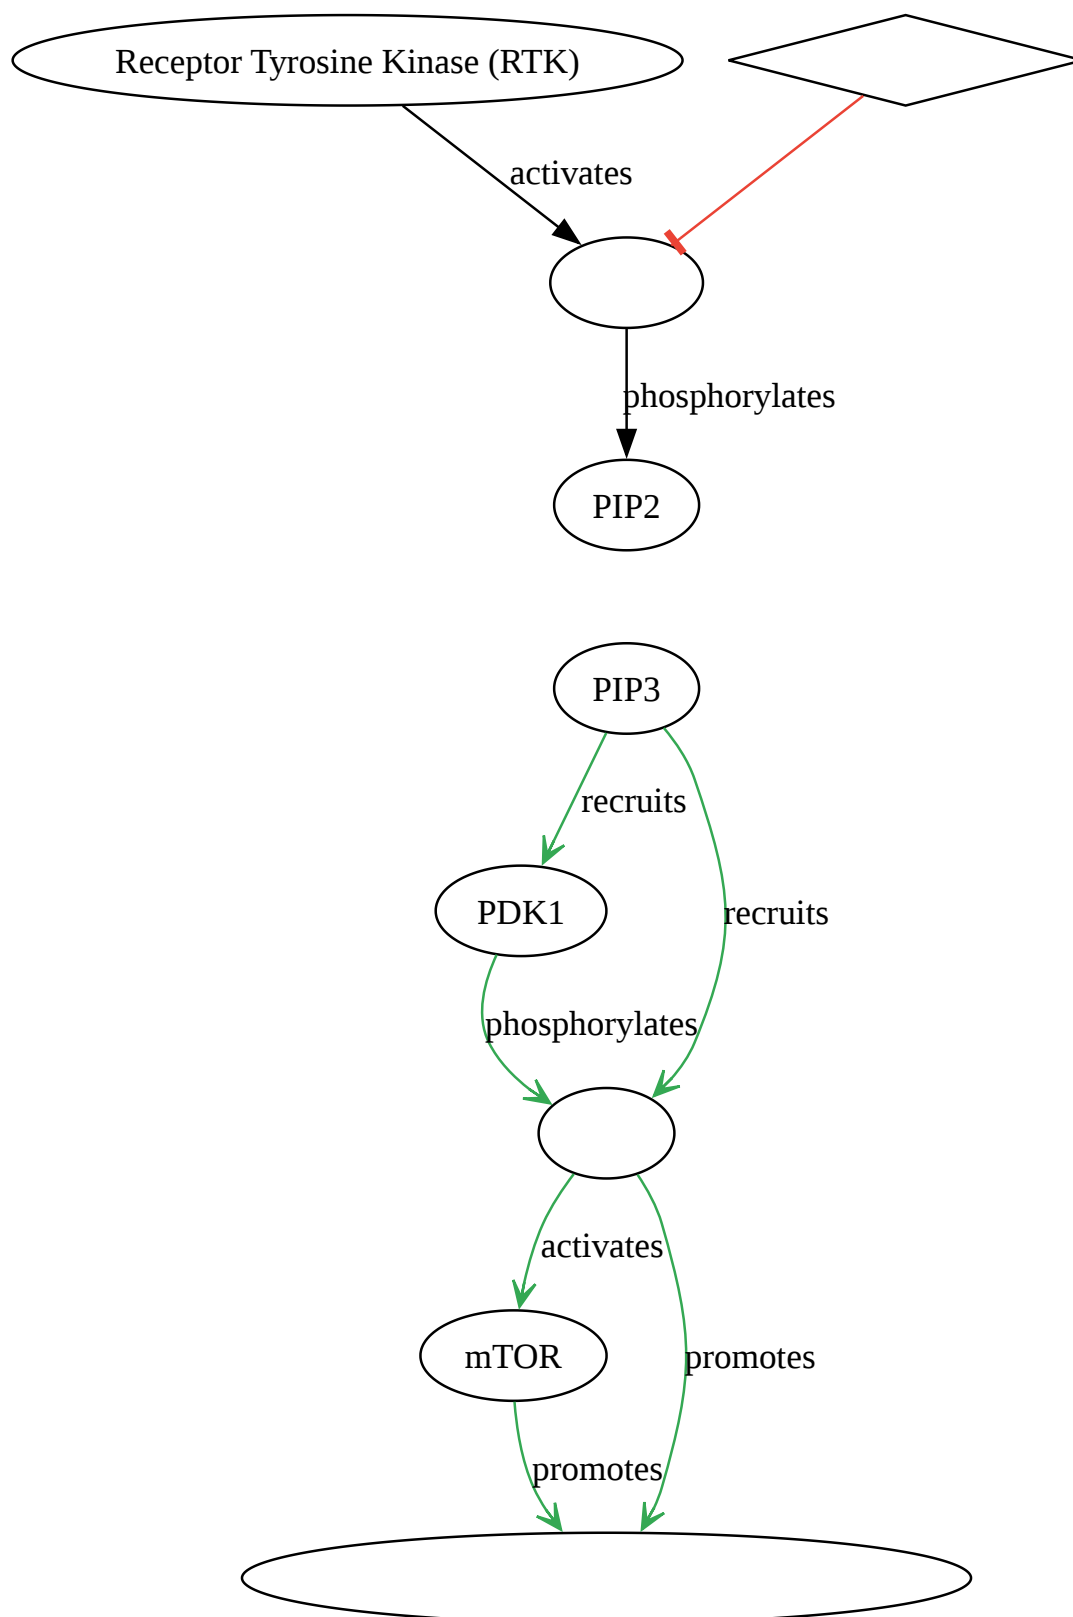 Receptor Tyrosine Kinase (RTK)
activates
phosphorylates
PIP2
PIP3
recruits
PDK1
recruits
phosphorylates
activates
mTOR
promotes
promotes